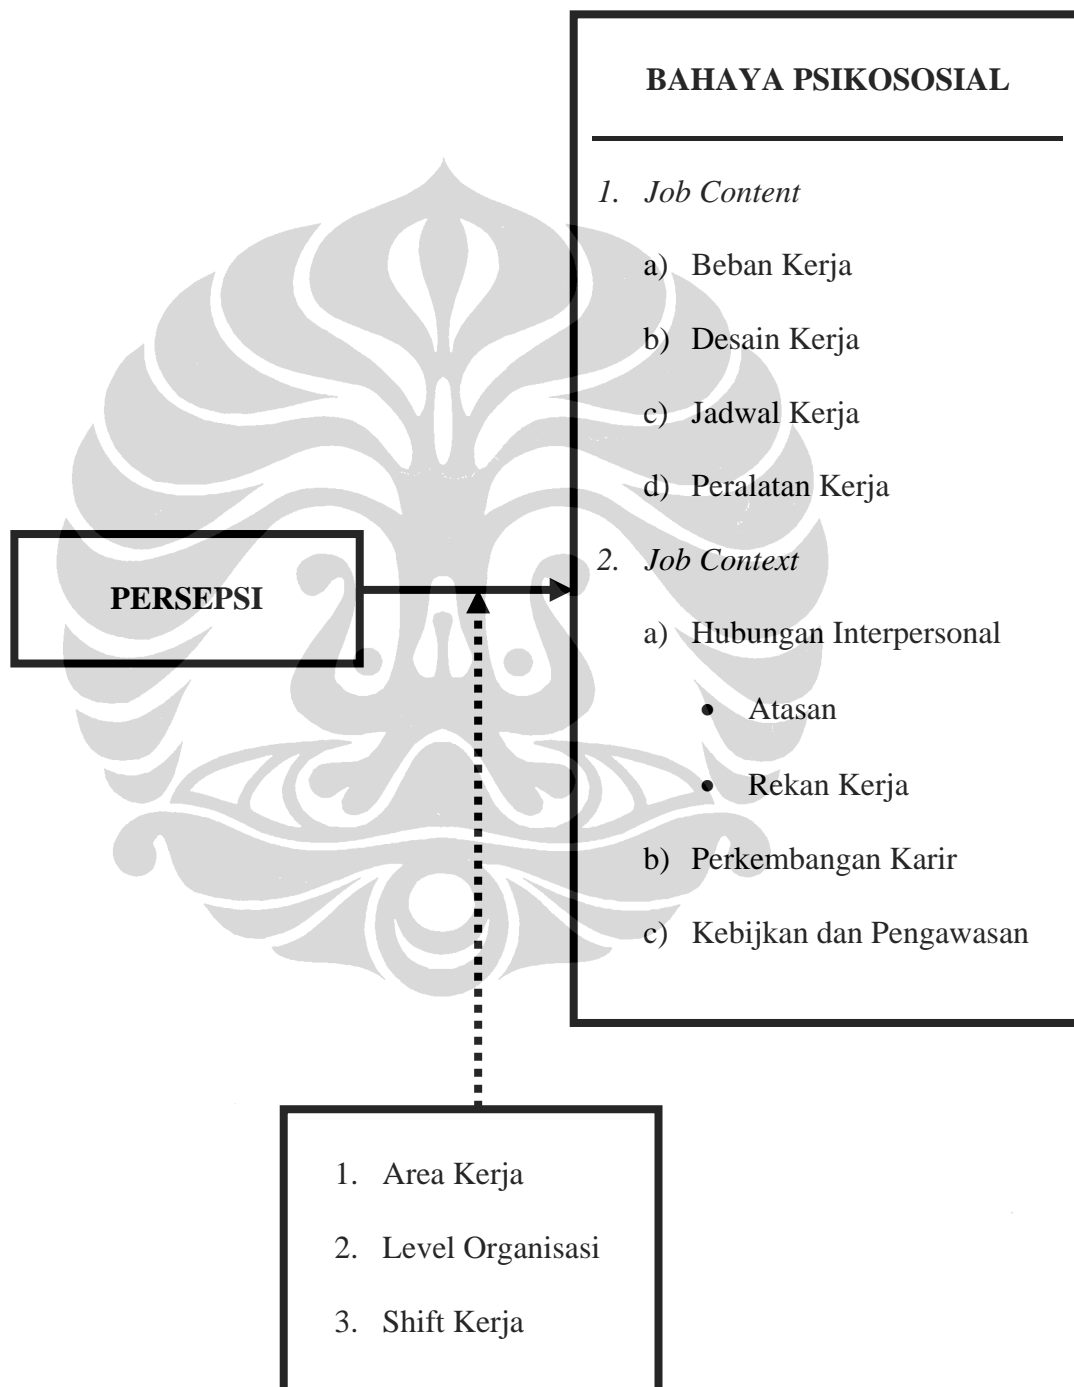 BAHAYA PSIKOSOSIAL
1. Job Content
a) Beban Kerja
b) Desain Kerja
c) Jadwal Kerja
d) Peralatan Kerja
2. Job Context
a) Hubungan Interpersonal
• Atasan
• Rekan Kerja
b) Perkembangan Karir
c) Kebijkan dan Pengawasan
PERSEPSI
1. Area Kerja
2. Level Organisasi
3. Shift Kerja